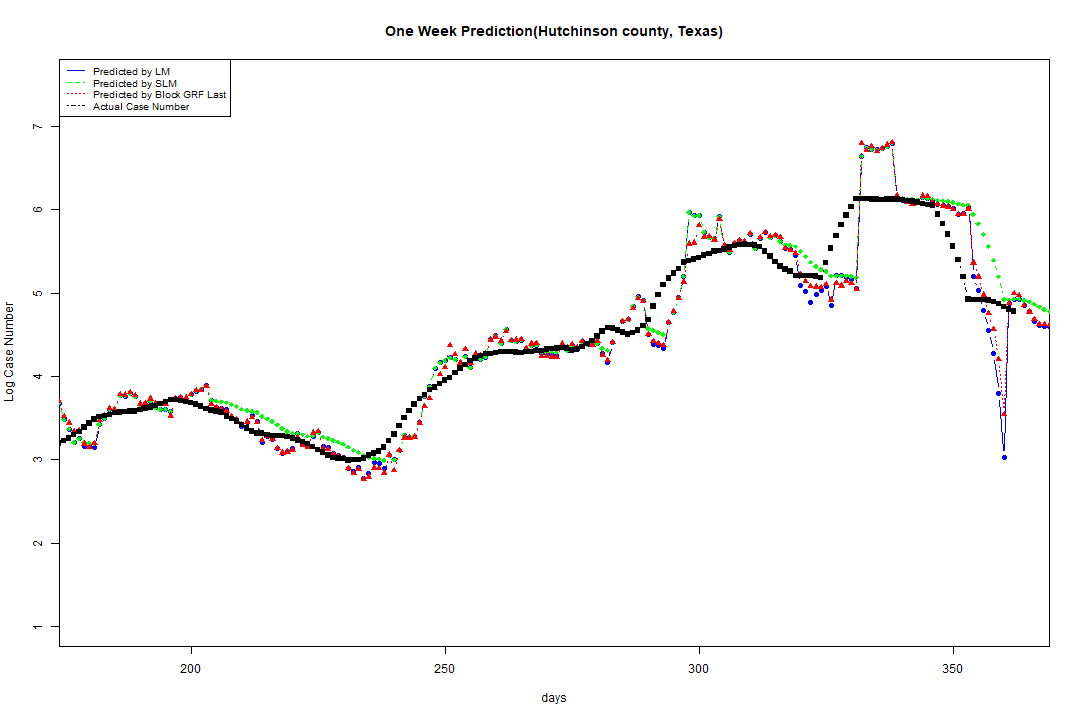 One Week Prediction(Hutchinson county, Texas)
Predicted by LM
Predicted by SLM
Predicted by Block GRF Last
Actual Case Number
7
6
5
4
3
2
1
Log Case Number
200 250 300 350
days